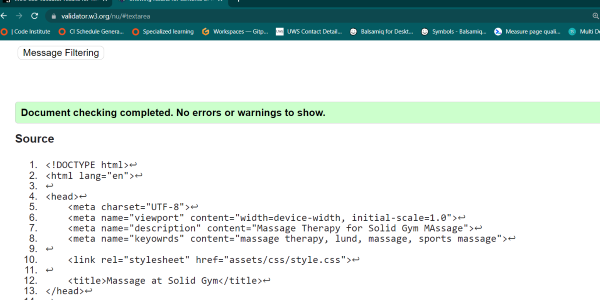 validator.w3.org/nu/#textarea
| Code Institute CI Schedule Genera... Specialized learning Workspaces — Gitp... UWS Contact Detail... Balsamiq for Deskt... Symbols - Balsamiq... Measure page quali... Multi De
Message Filtering
Document checking completed. No errors or warnings to show.
Source
1. <!DOCTYPE html>↩
2. <html lang="en">↩
3. ↩
4. <head>↩
5. <meta charset="UTF-8">↩
6. <meta name="viewport" content="width=device-width, initial-scale=1.0">↩
7. <meta name="description" content="Massage Therapy for Solid Gym MAssage">↩
8. <meta name="keyowrds" content="massage therapy, lund, massage, sports massage">↩
9. ↩
10. <link rel="stylesheet" href="assets/css/style.css">↩
11. ↩
12. <title>Massage at Solid Gym</title>↩
13. </head>↩